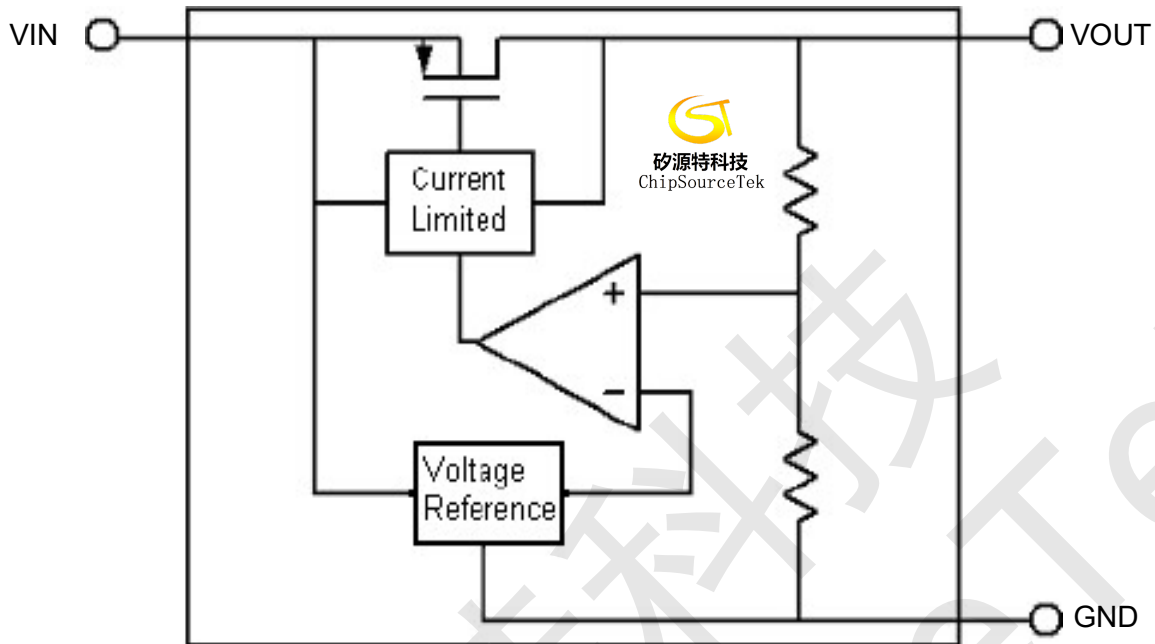 VIN
VOUT
矽源特科技
ChipSourceTek
Current
Limited
+
−
Voltage
Reference
GND